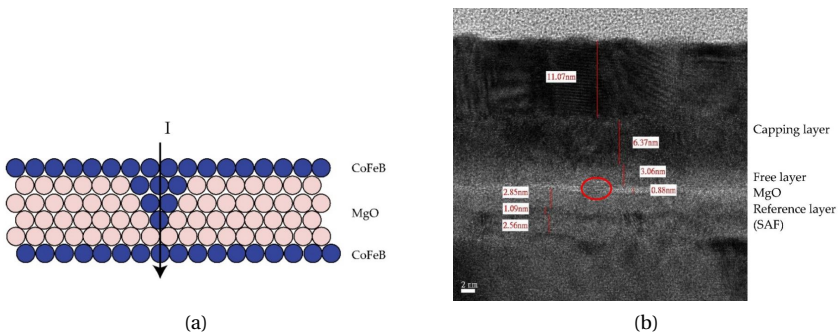 I
CoFeB
MgO
CoFeB
(a)
11.07nm
6.37nm
3.06nm
0.88nm
2.85nm
1.09nm
2.56nm
2 nm
Capping layer
Free layer
MgO
Reference layer
(SAF)
(b)